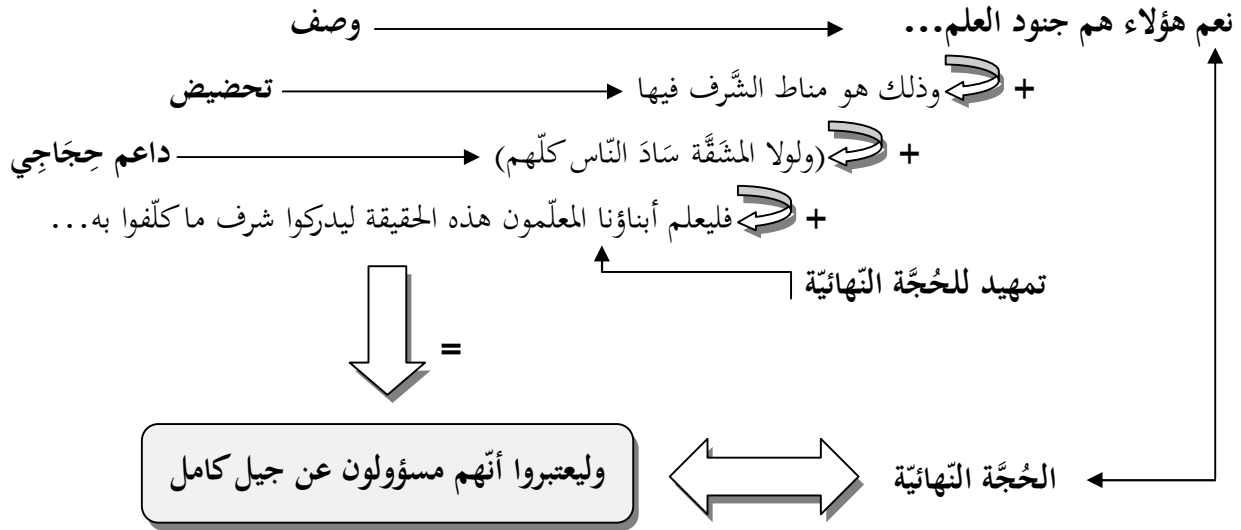 نعم هؤلاء هم جنود العلم... وصف
+ وذلك هو مناط الشَّرف فيها تحضيض
+ (ولولا المشَقَّة سَادَ النّاس كلّهم) داعم حِجَاجِي
+ فليعلم أبناؤنا المعلّمون هذه الحقيقة ليدركوا شرف ما كلّفوا به...
تمهيد للحُجَّة النّهائيّة
=
الحُجَّة النّهائيّة وليعتبروا أنّهم مسؤولون عن جيل كامل